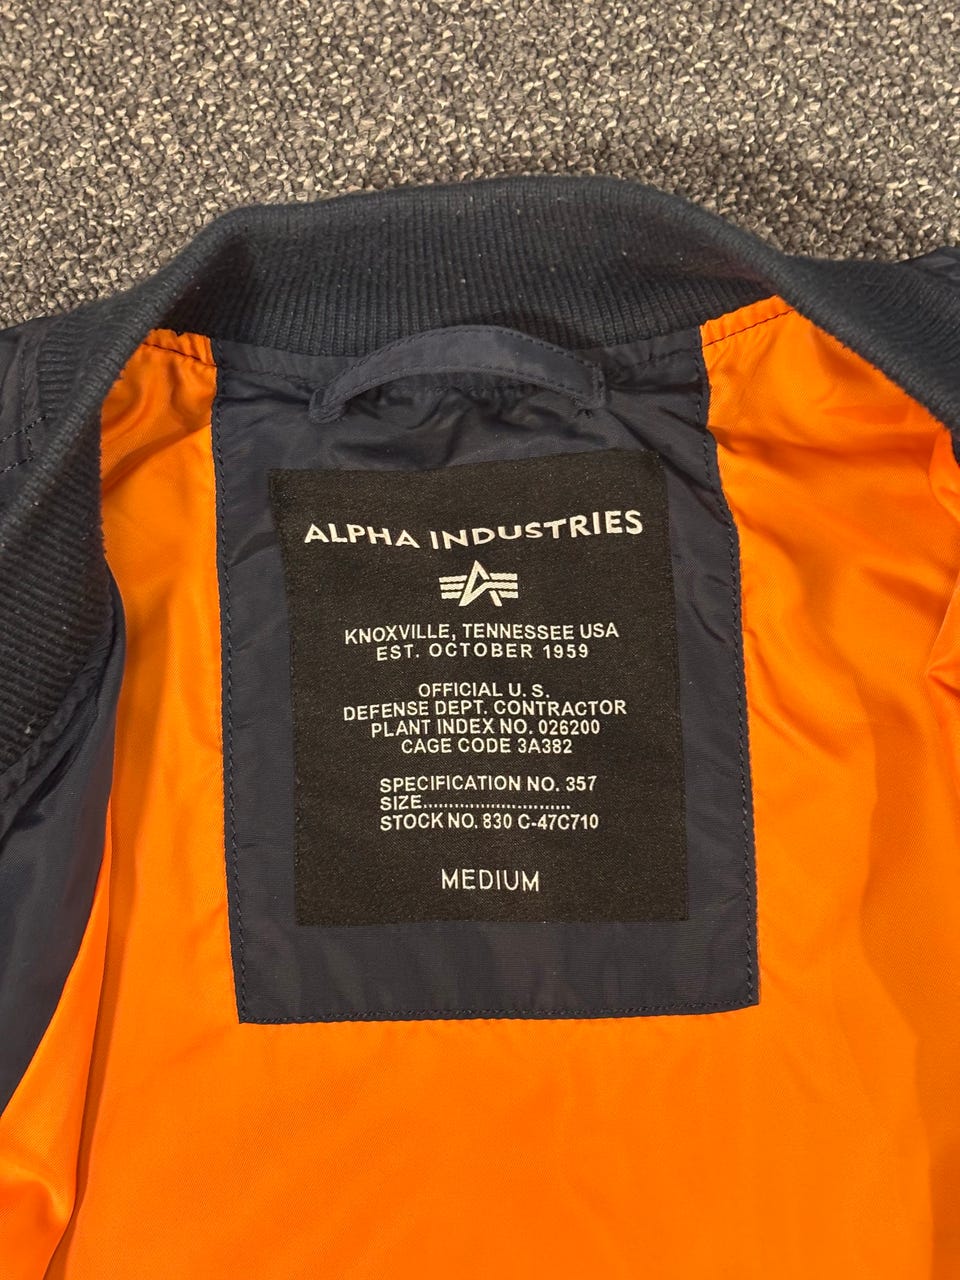 ALPHA INDUSTRIES
KNOXVILLE, TENNESSEE USA
EST. OCTOBER 1959
OFFICIAL U. S.
DEFENSE DEPT. CONTRACTOR
PLANT INDEX NO. 026200
CAGE CODE 3A382
SPECIFICATION NO. 357
SIZE............................
STOCK NO. 830 C-47C710
MEDIUM